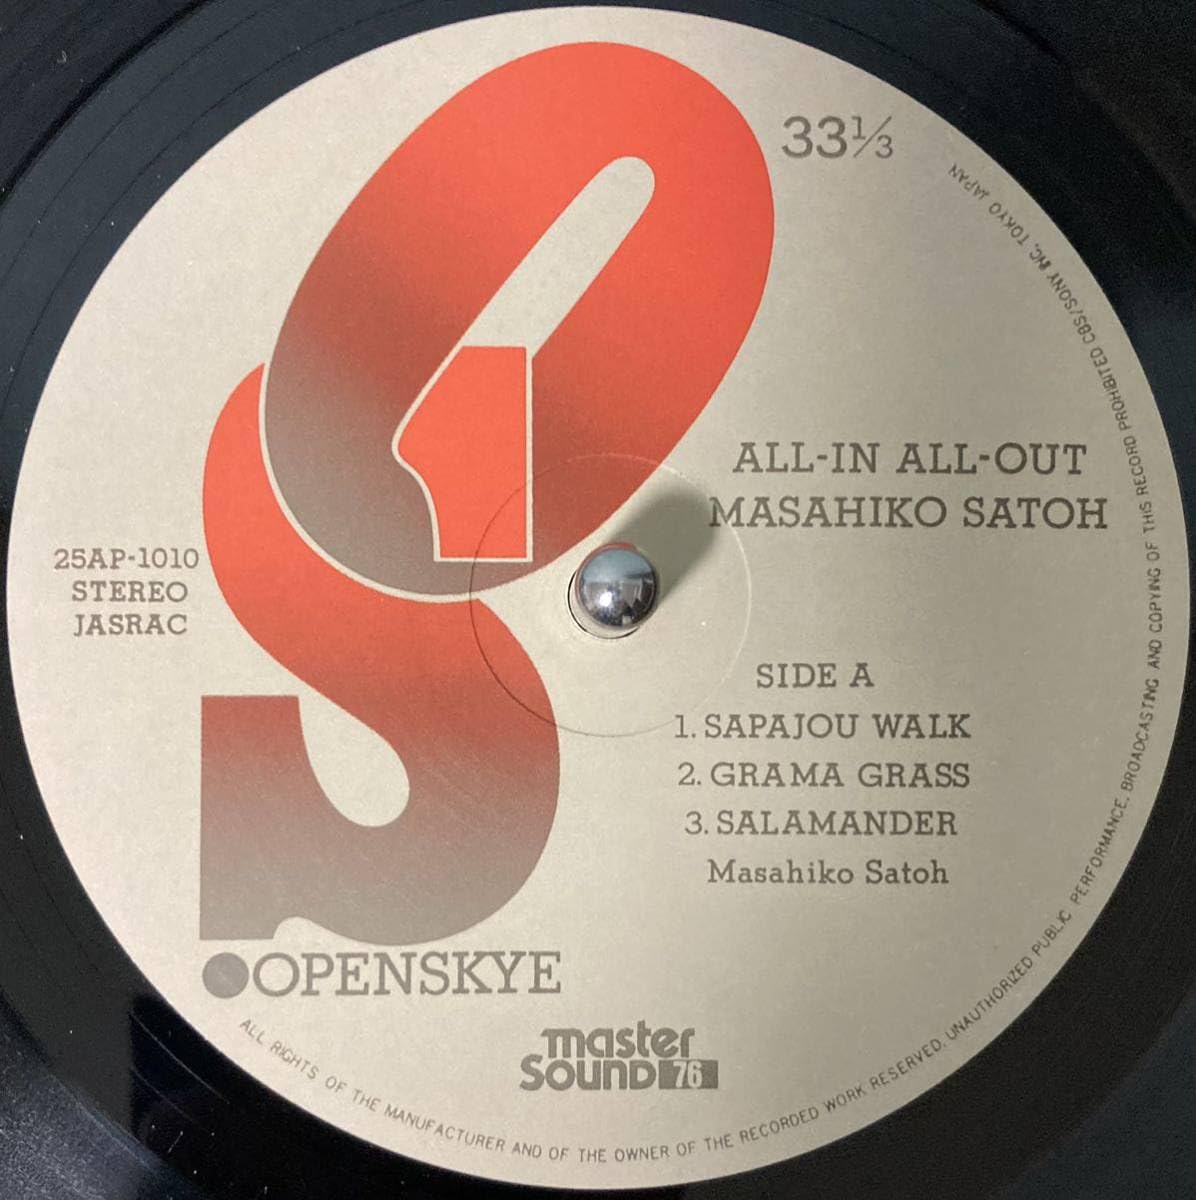 33⅓
ALL-IN ALL-OUT
MASAHIKO SATOH
25AP-1010
STEREO
JASRAC
SIDE A
1. SAPAJOU WALK
2. GRAMA GRASS
3. SALAMANDER
Masahiko Satoh
OPENSKYE
master
Sound 76
ALL RIGHTS OF THE MANUFACTURER AND OF THE OWNER OF THE RECORDED WORK RESERVED. UNAUTHORIZED PUBLIC PERFORMANCE, BROADCASTING AND COPYING OF THIS RECORD PROHIBITED CBS/SONY INC. TOKYO JAPAN